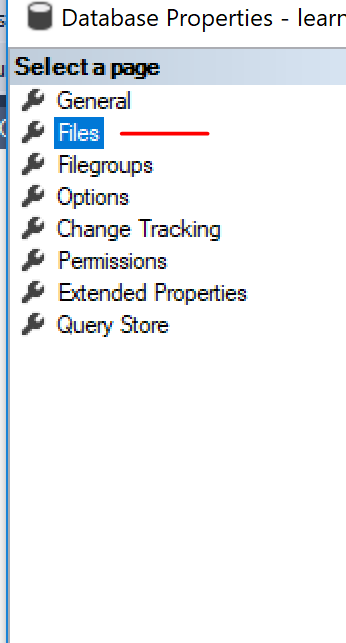 Database Properties - learn
Select a page
General
Files
Filegroups
Options
Change Tracking
Permissions
Extended Properties
Query Store